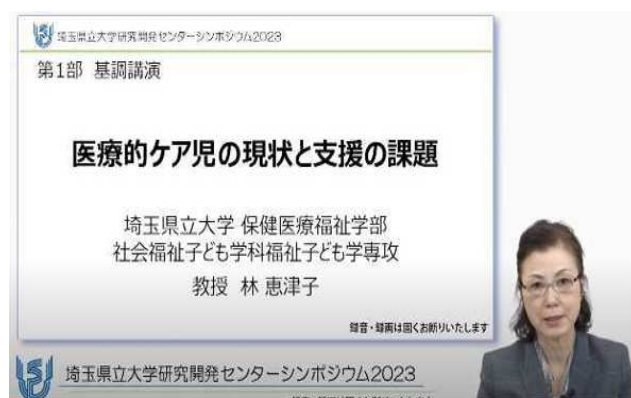 埼玉県立大学研究開発センターシンポジウム2023
第1部 基調講演
医療的ケア児の現状と支援の課題
埼玉県立大学 保健医療福祉学部
社会福祉子ども学科福祉子ども学専攻
教授 林 恵津子
録音・録画は固くお断りいたします
埼玉県立大学研究開発センターシンポジウム2023